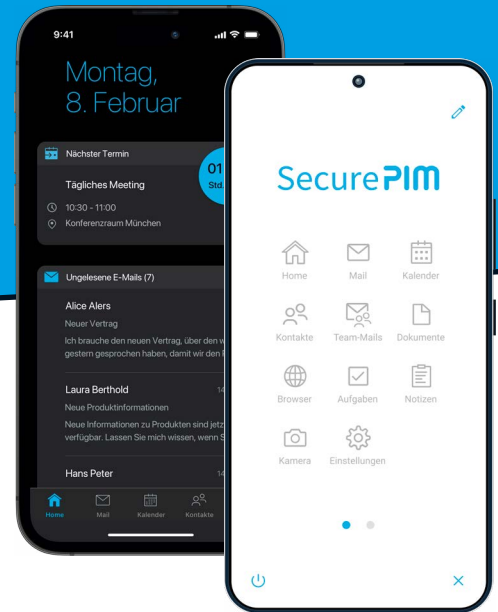 9:41
Montag,
8. Februar
Nächster Termin
01
Std.
Tägliches Meeting
10:30 - 11:00
Konferenzraum München
Ungelesene E-Mails (7)
Alice Alers
Neuer Vertrag
Ich brauche den neuen Vertrag, über den w
gestern gesprochen haben, damit wir den
Laura Berthold
Neue Produktinformationen
Neue Informationen zu Produkten sind jetz
verfügbar. Lassen Sie mich wissen, wenn S
Hans Peter
Home Mail Kalender Kontakte
SecurePIM
Home Mail Kalender
Kontakte Team-Mails Dokumente
Browser Aufgaben Notizen
Kamera Einstellungen